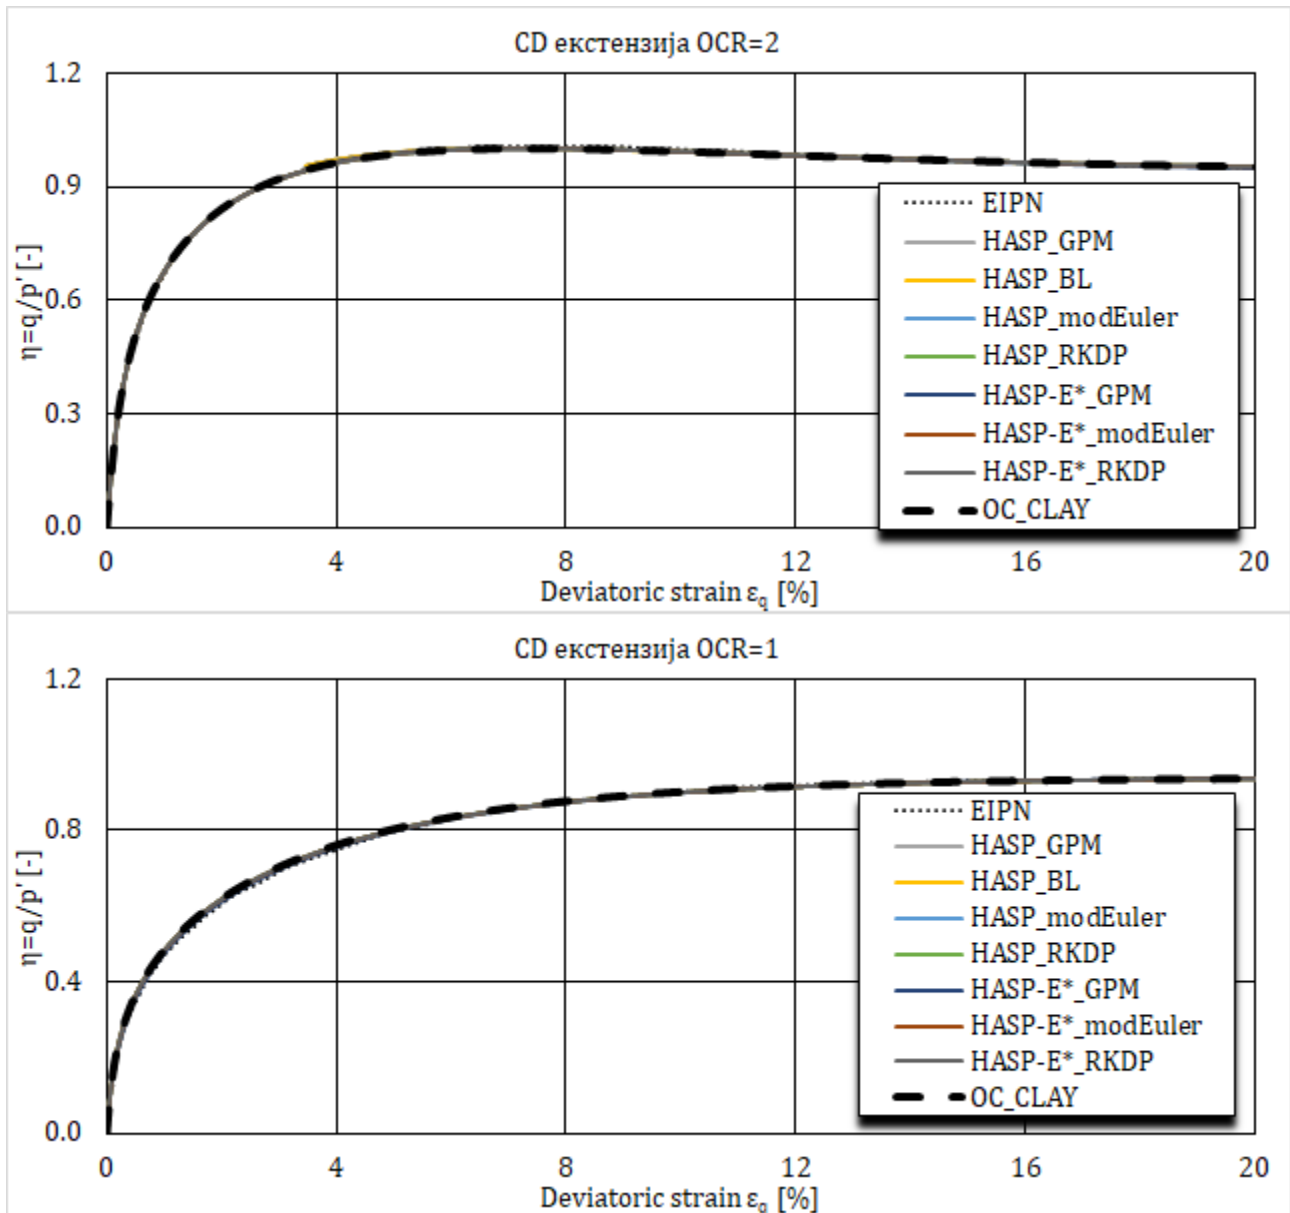 CD екстензија OCR=2
1.2
0.9
0.6
0.3
0.0
η=q/p' [-]
EIPN
HASP_GPM
HASP_BL
HASP_modEuler
HASP_RKDP
HASP-E*_GPM
HASP-E*_modEuler
HASP-E*_RKDP
OC_CLAY
0 4 8 12 16 20
Deviatoric strain εq [%]
CD екстензија OCR=1
1.2
0.8
0.4
0.0
η=q/p' [-]
EIPN
HASP_GPM
HASP_BL
HASP_modEuler
HASP_RKDP
HASP-E*_GPM
HASP-E*_modEuler
HASP-E*_RKDP
OC_CLAY
0 4 8 12 16 20
Deviatoric strain εq [%]